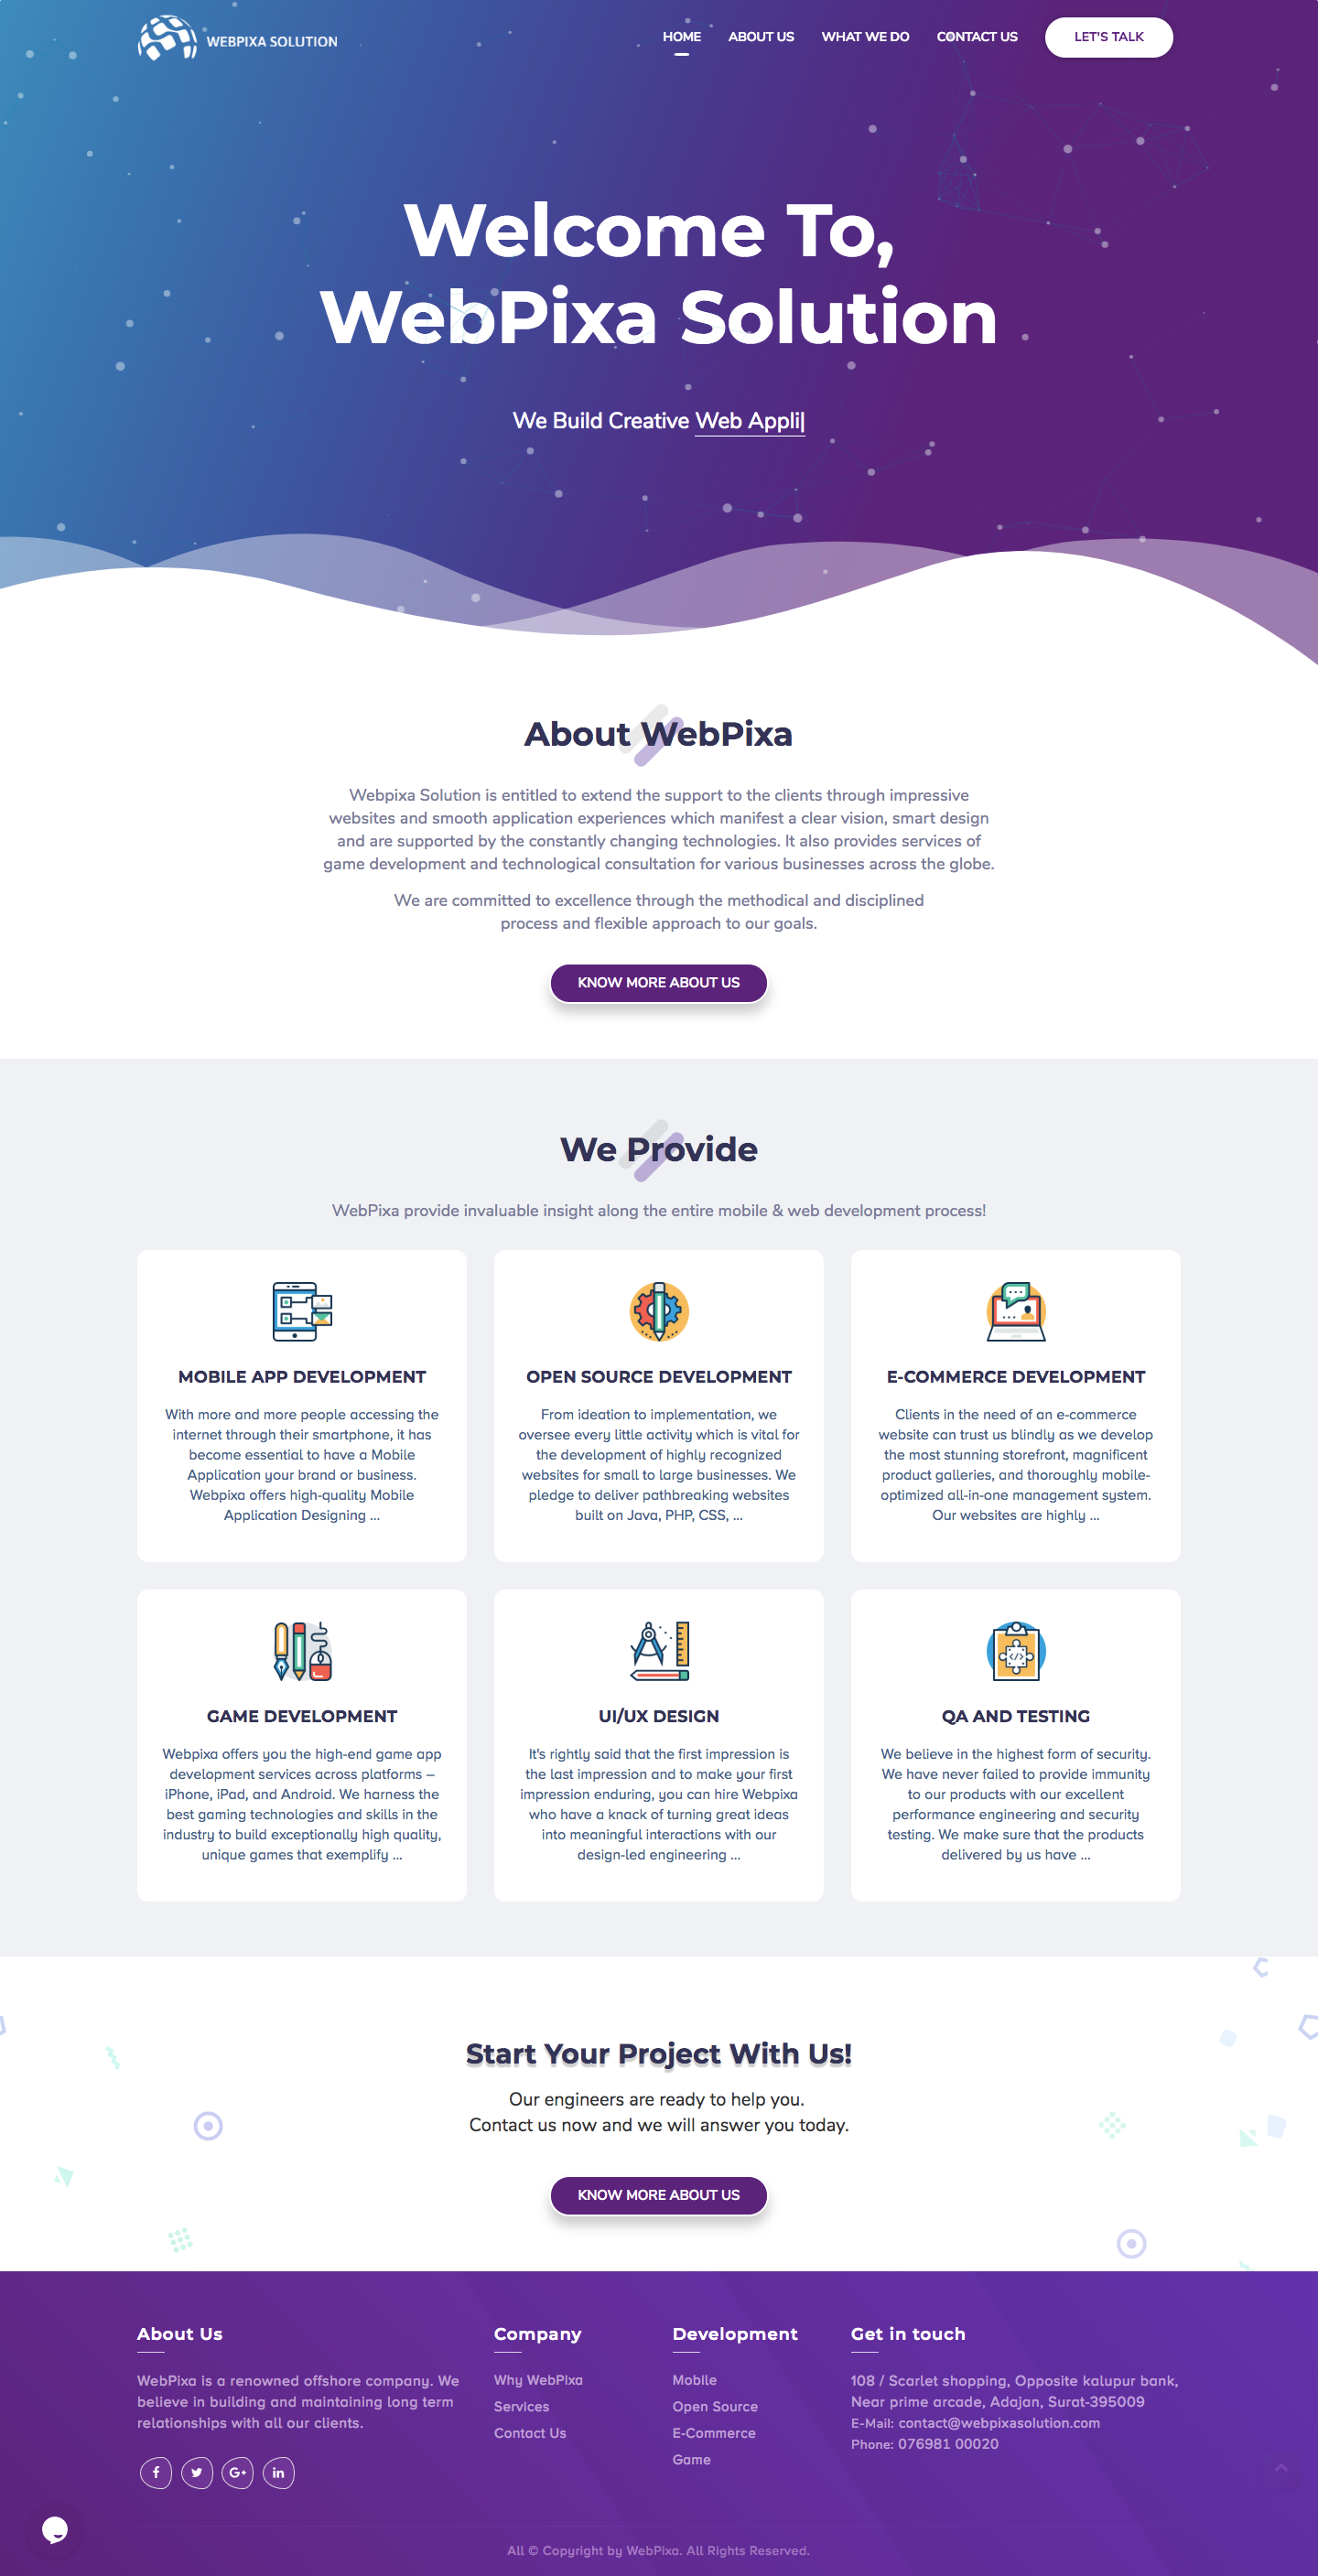 WEBPIXA SOLUTION
HOME ABOUT US WHAT WE DO CONTACT US LET'S TALK
Welcome To,
WebPixa Solution
We Build Creative Web Appli|
About WebPixa
Webpixa Solution is entitled to extend the support to the clients through impressive
websites and smooth application experiences which manifest a clear vision, smart design
and are supported by the constantly changing technologies. It also provides services of
game development and technological consultation for various businesses across the globe.
We are committed to excellence through the methodical and disciplined
process and flexible approach to our goals.
KNOW MORE ABOUT US
We Provide
WebPixa provide invaluable insight along the entire mobile & web development process!
MOBILE APP DEVELOPMENT
With more and more people accessing the
internet through their smartphone, it has
become essential to have a Mobile
Application your brand or business.
Webpixa offers high-quality Mobile
Application Designing ...
OPEN SOURCE DEVELOPMENT
From ideation to implementation, we
oversee every little activity which is vital for
the development of highly recognized
websites for small to large businesses. We
pledge to deliver pathbreaking websites
built on Java, PHP, CSS, ...
E-COMMERCE DEVELOPMENT
Clients in the need of an e-commerce
website can trust us blindly as we develop
the most stunning storefront, magnificent
product galleries, and thoroughly mobile-
optimized all-in-one management system.
Our websites are highly ...
GAME DEVELOPMENT
Webpixa offers you the high-end game app
development services across platforms –
iPhone, iPad, and Android. We harness the
best gaming technologies and skills in the
industry to build exceptionally high quality,
unique games that exemplify ...
UI/UX DESIGN
It's rightly said that the first impression is
the last impression and to make your first
impression enduring, you can hire Webpixa
who have a knack of turning great ideas
into meaningful interactions with our
design-led engineering ...
QA AND TESTING
We believe in the highest form of security.
We have never failed to provide immunity
to our products with our excellent
performance engineering and security
testing. We make sure that the products
delivered by us have ...
Start Your Project With Us!
Our engineers are ready to help you.
Contact us now and we will answer you today.
KNOW MORE ABOUT US
About Us
WebPixa is a renowned offshore company. We
believe in building and maintaining long term
relationships with all our clients.
Company
Why WebPixa
Services
Contact Us
Development
Mobile
Open Source
E-Commerce
Game
Get in touch
108 / Scarlet shopping, Opposite kalupur bank,
Near prime arcade, Adajan, Surat-395009
E-Mail: contact@webpixasolution.com
Phone: 076981 00020
All © Copyright by WebPixa. All Rights Reserved.